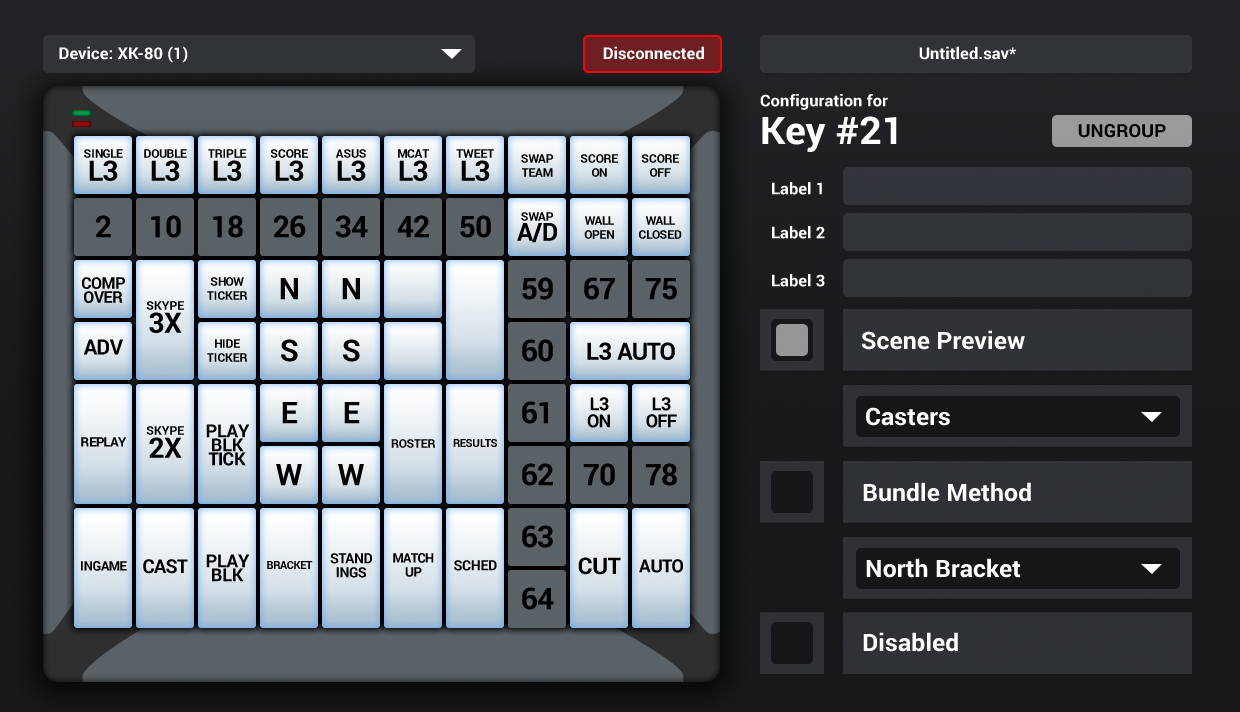 Device: XK-80 (1)
Disconnected
Untitled.sav*
SINGLE
L3
DOUBLE
L3
TRIPLE
L3
SCORE
L3
ASUS
L3
MCAT
L3
TWEET
L3
SWAP
TEAM
SCORE
ON
SCORE
OFF
2
10
18
26
34
42
50
SWAP
A/D
WALL
OPEN
WALL
CLOSED
COMP
OVER
SKYPE
3X
SHOW
TICKER
N
N
59
67
75
ADV
HIDE
TICKER
S
S
60
L3 AUTO
REPLAY
SKYPE
2X
PLAY
BLK
TICK
E
E
ROSTER
RESULTS
61
L3
ON
L3
OFF
W
W
62
70
78
INGAME
CAST
PLAY
BLK
BRACKET
STAND
INGS
MATCH
UP
SCHED
63
CUT
AUTO
64
Configuration for
Key #21
UNGROUP
Label 1
Label 2
Label 3
Scene Preview
Casters
Bundle Method
North Bracket
Disabled